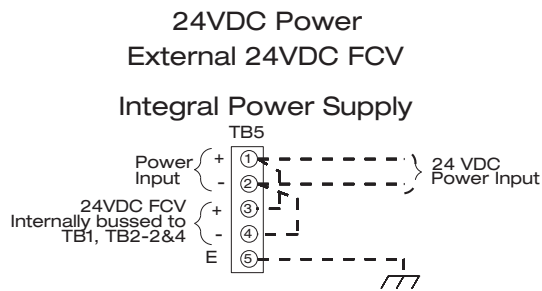 24VDC Power
External 24VDC FCV
Integral Power Supply
TB5
Power
Input
+
1
-
2
24 VDC
Power Input
24VDC FCV
Internally bussed to
TB1, TB2-2&4
+
3
-
4
E
5